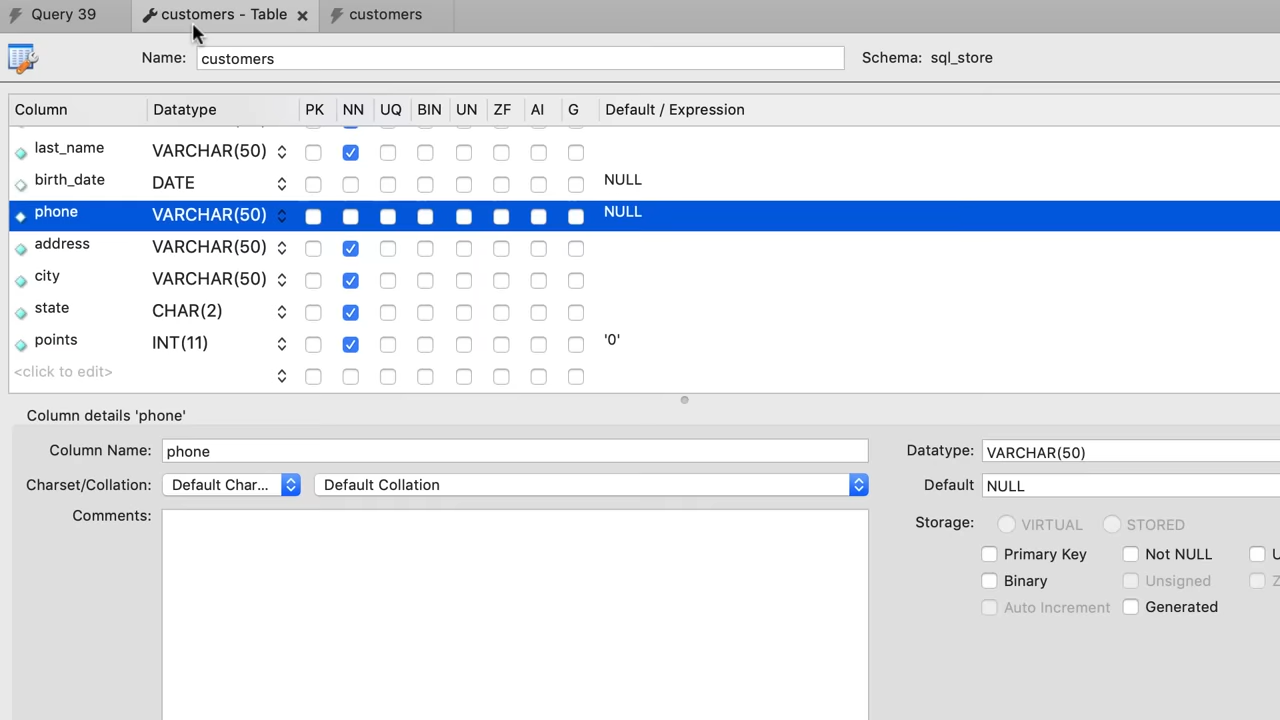 Query 39 customers - Table customers
Name: customers Schema: sql_store
Column Datatype PK NN UQ BIN UN ZF AI G Default / Expression
last_name VARCHAR(50)
birth_date DATE NULL
phone VARCHAR(50) NULL
address VARCHAR(50)
city VARCHAR(50)
state CHAR(2)
points INT(11) '0'
<click to edit>
Column details 'phone'
Column Name: phone Datatype: VARCHAR(50)
Charset/Collation: Default Char... Default Collation Default NULL
Comments: Storage: VIRTUAL STORED
Primary Key Not NULL
Binary Unsigned
Auto Increment Generated